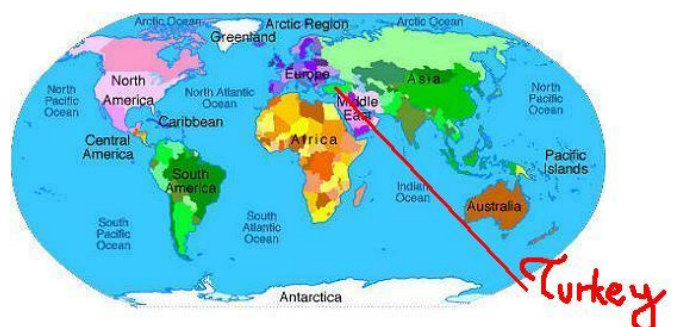 Arctic Ocean
Arctic Region
Arctic Ocean
Greenland
North
Pacific
Ocean
North
America
North Atlantic
Ocean
Europe
Asia
North
Pacific
Ocean
Middle
East
Caribbean
Central
America
Africa
Pacific
Islands
South
America
Indian
Ocean
Australia
South
Pacific
Ocean
South
Atlantic
Ocean
Antarctica
Turkey